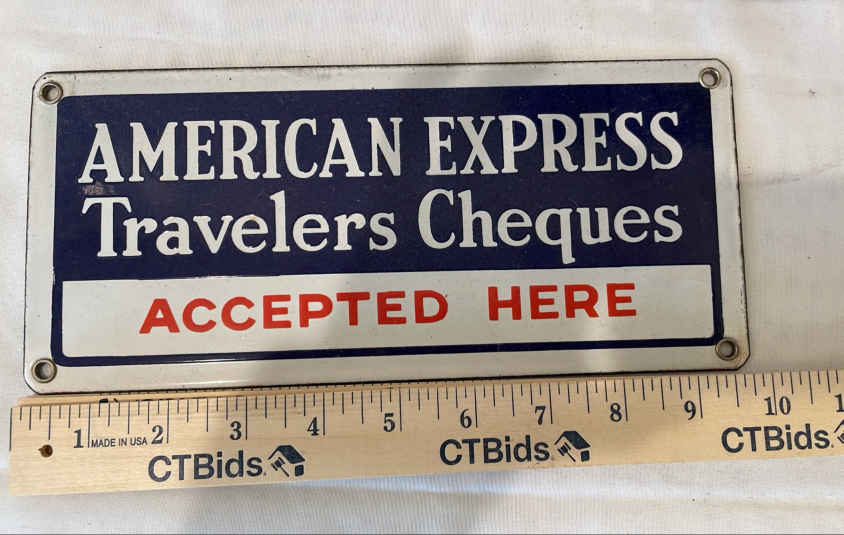 AMERICAN EXPRESS
Travelers Cheques
ACCEPTED HERE
1 MADE IN USA 2 3 4 5 6 7 8 9 10
CTBids. CTBids. CTBids.